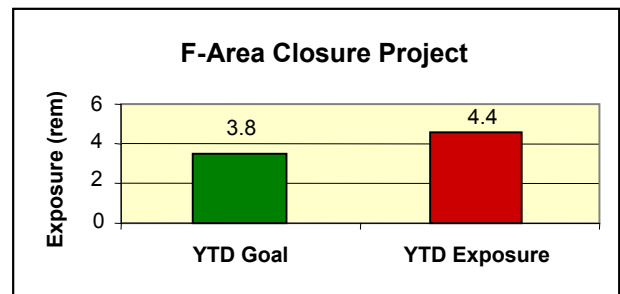 F-Area Closure Project
Exposure (rem)
6
4
2
0
3.8
4.4
YTD Goal
YTD Exposure